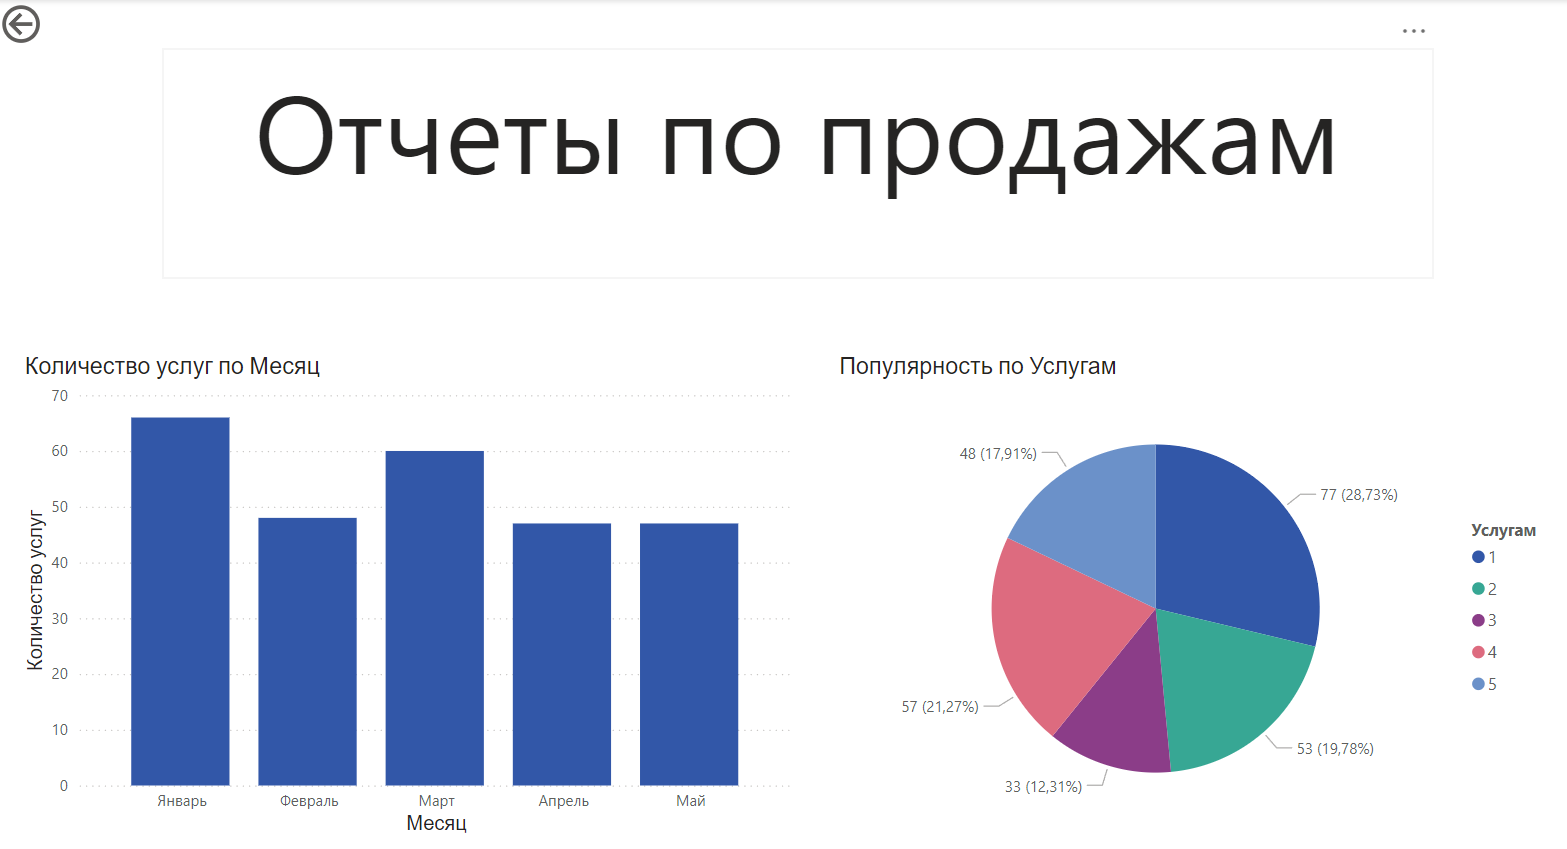 Отчеты по продажам
Количество услуг по Месяц
70
60
50
40
30
20
10
0
Количество услуг
Январь
Февраль
Март
Апрель
Май
Месяц
Популярность по Услугам
48 (17,91%)
77 (28,73%)
57 (21,27%)
53 (19,78%)
33 (12,31%)
Услугам
1
2
3
4
5